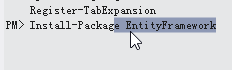 Register-TabExpansion
PM> Install-Package EntityFramework